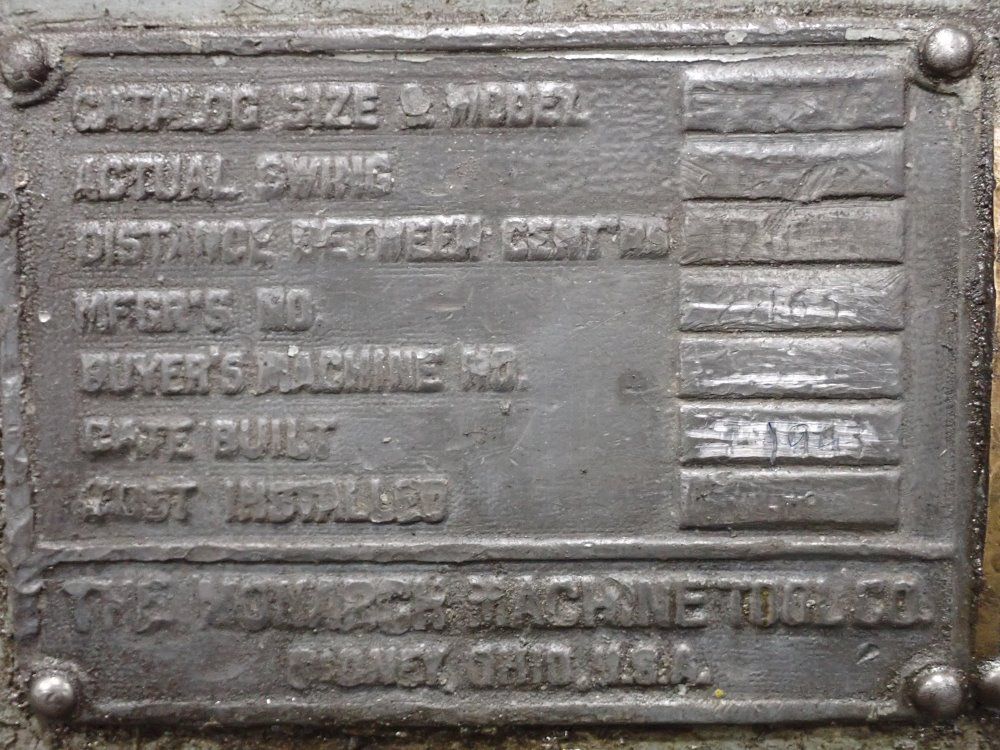 CATALOG SIZE & MODEL
ACTUAL SWING
DISTANCE BETWEEN CENTERS
MFGR'S NO.
BUYER'S MACHINE NO.
DATE BUILT
COST INSTALLED
THE MONARCH MACHINE TOOL CO.
SIDNEY, OHIO, U.S.A.